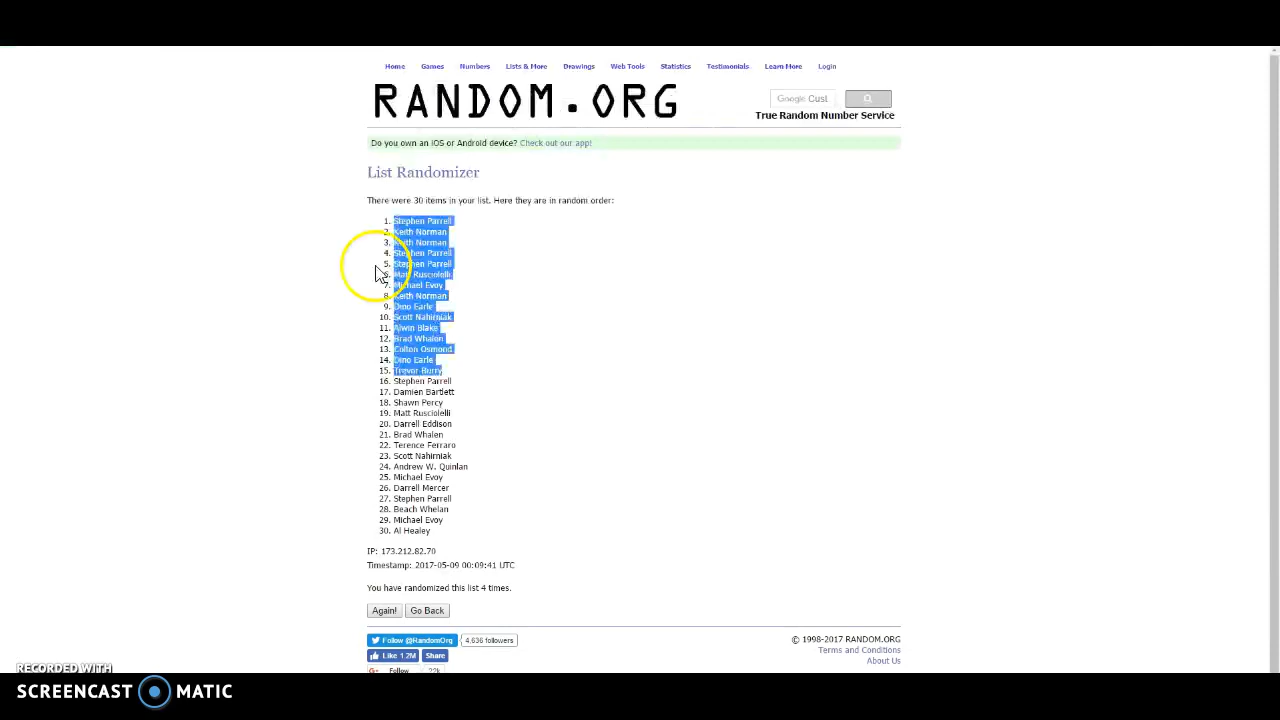 Home Games Numbers Lists & More Drawings Web Tools Statistics Testimonials Learn More Login
RANDOM.ORG
Google Cust
True Random Number Service
Do you own an iOS or Android device? Check out our app!
List Randomizer
There were 30 items in your list. Here they are in random order:
1. Stephen Parrell
2. Keith Norman
3. Keith Norman
4. Stephen Parrell
5. Stephen Parrell
6. Matt Rusciolelli
7. Michael Evoy
8. Keith Norman
9. Dino Earle
10. Scott Nahirniak
11. Alwin Blake
12. Brad Whalen
13. Colton Osmond
14. Dino Earle
15. Trevor Burry
16. Stephen Parrell
17. Damien Bartlett
18. Shawn Percy
19. Matt Rusciolelli
20. Darrell Eddison
21. Brad Whalen
22. Terence Ferraro
23. Scott Nahirniak
24. Andrew W. Quinlan
25. Michael Evoy
26. Darrell Mercer
27. Stephen Parrell
28. Beach Whelan
29. Michael Evoy
30. Al Healey
IP: 173.212.82.70
Timestamp: 2017-05-09 00:09:41 UTC
You have randomized this list 4 times.
Again! Go Back
Follow @RandomOrg 4,636 followers
© 1998-2017 RANDOM.ORG
Like 1.2M Share
Terms and Conditions
Follow
About Us
RECORDED WITH
SCREENCAST MATIC